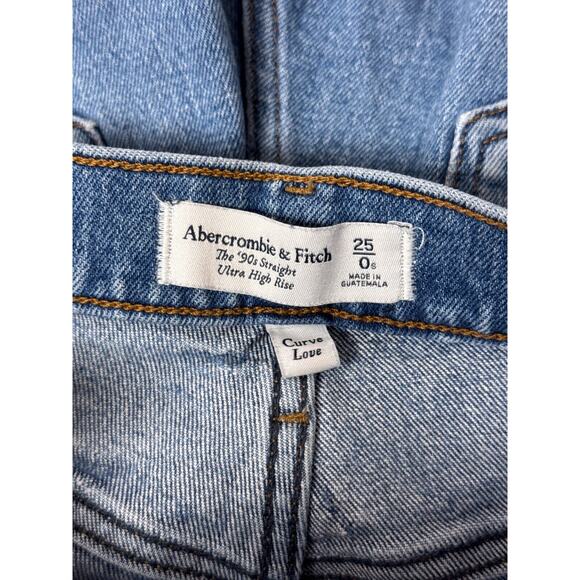 Abercrombie & Fitch
The '90s Straight
Ultra High Rise
25
0s
MADE IN
GUATEMALA
Curve
Love